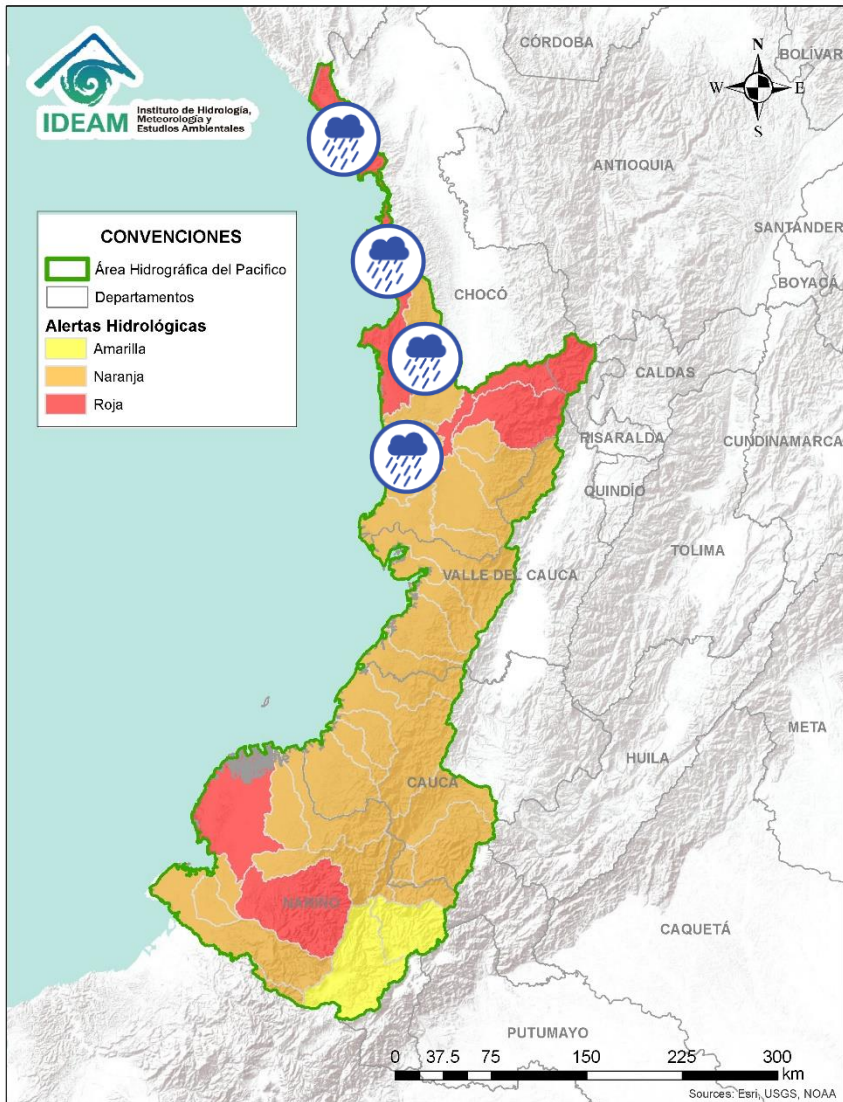 IDEAM
Instituto de Hidrología,
Meteorología y
Estudios Ambientales
N
W E
S
CÓRDOBA
BOLÍVAR
ANTIOQUIA
SANTANDER
BOYACÁ
CHOCÓ
CALDAS
RISARALDA
CUNDINAMARCA
QUINDÍO
TOLIMA
VALLE DEL CAUCA
META
HUILA
CAUCA
NARIÑO
CAQUETÁ
PUTUMAYO
CONVENCIONES
Área Hidrográfica del Pacifico
Departamentos
Alertas Hidrológicas
Amarilla
Naranja
Roja
0 37.5 75 150 225 300
km
Sources: Esri, USGS, NOAA